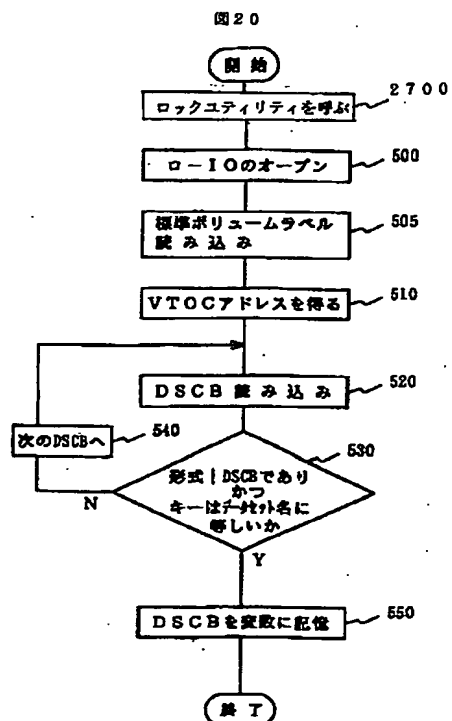 図20
開始
ロックユティリティを呼ぶ
2700
ローIOのオープン
500
標準ボリュームラベル
読み込み
505
VTOCアドレスを得る
510
DSCB読み込み
520
次のDSCBへ
540
530
形式1DSCBであり
かつ
キーはデータセット名に
等しいか
N
Y
DSCBを変数に記憶
550
終了